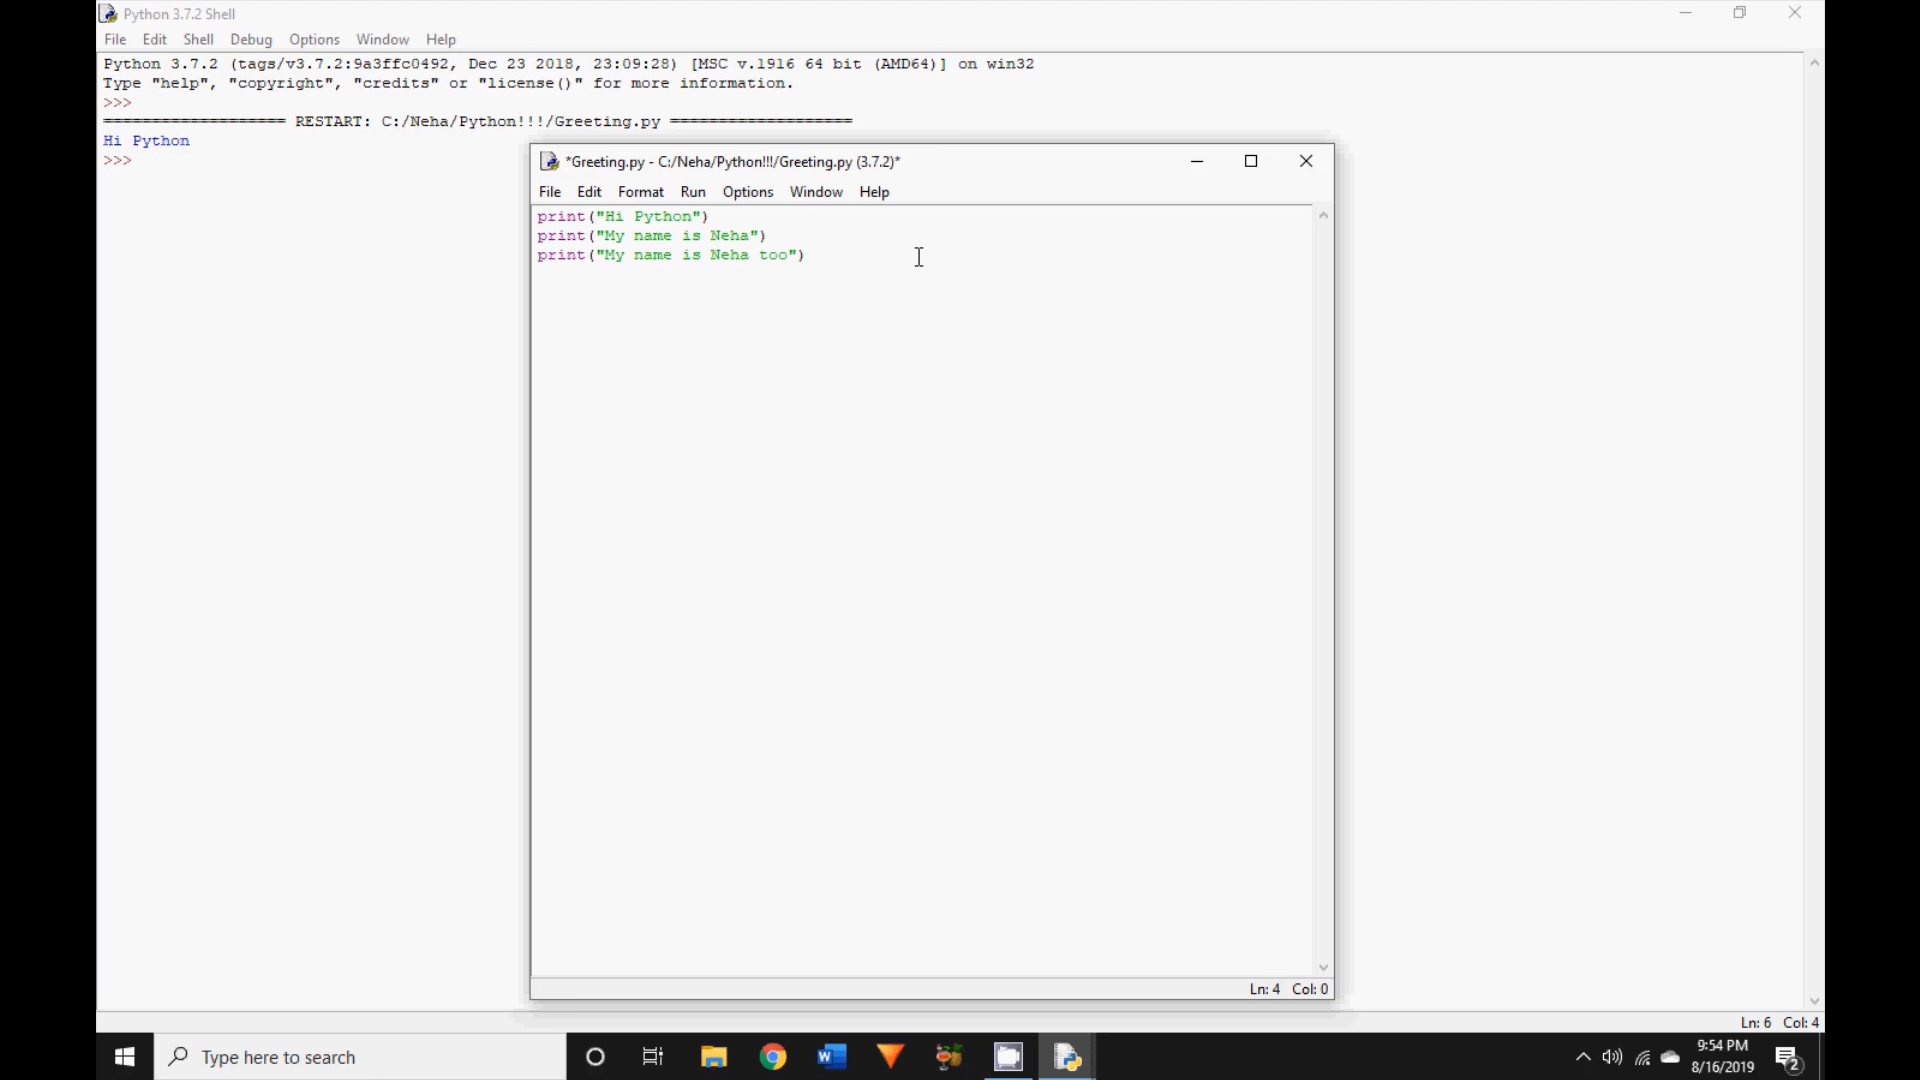 Python 3.7.2 Shell
File Edit Shell Debug Options Window Help
Python 3.7.2 (tags/v3.7.2:9a3ffc0492, Dec 23 2018, 23:09:28) [MSC v.1916 64 bit (AMD64)] on win32
Type "help", "copyright", "credits" or "license()" for more information.
>>>
=================== RESTART: C:/Neha/Python!!!/Greeting.py ===================
Hi Python
>>>
*Greeting.py - C:/Neha/Python!!!/Greeting.py (3.7.2)*
File Edit Format Run Options Window Help
print("Hi Python")
print("My name is Neha")
print("My name is Neha too")
Ln: 4 Col: 0
Ln: 6 Col: 4
Type here to search
W
9:54 PM
8/16/2019
2